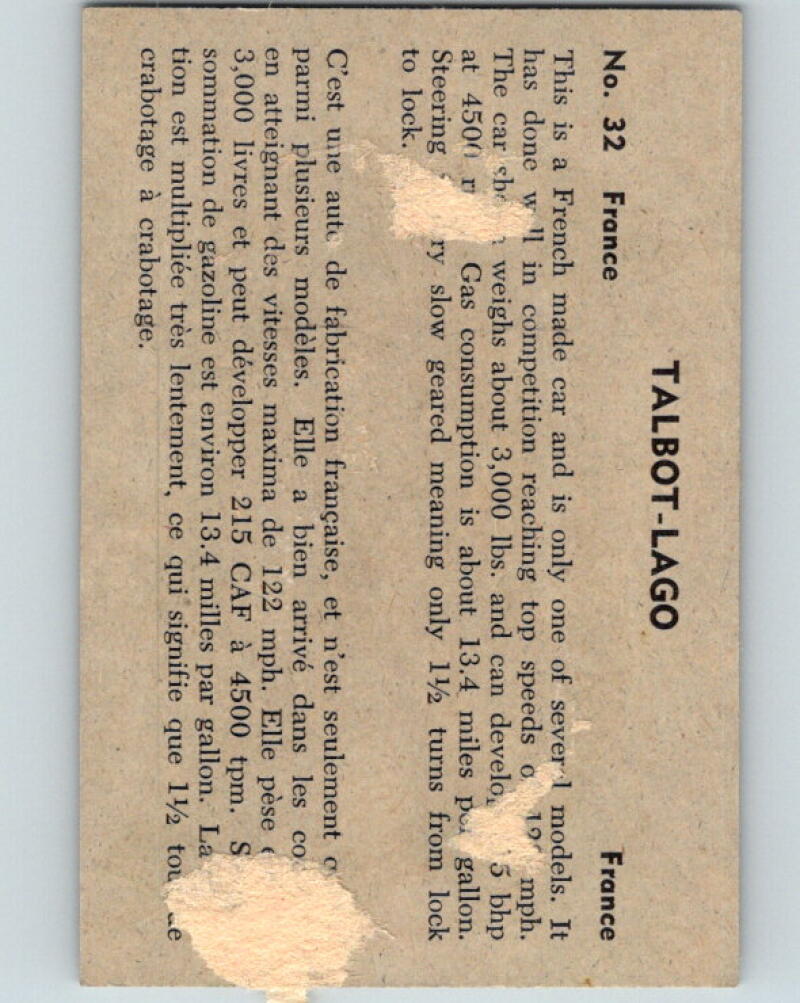 TALBOT-LAGO
No. 32 France France
This is a French made car and is only one of several models. It
has done well in competition reaching top speeds mph.
The car weighs about 3,000 lbs. and can bhp
at 4500 Gas consumption is about 13.4 miles per gallon.
Steering slow geared meaning only 1½ turns from lock
to lock.
C'est une auto de fabrication française, et n'est seulement
parmi plusieurs modèles. Elle a bien arrivé dans les
en atteignant des vitesses maxima de 122 mph. Elle pèse
3,000 livres et peut développer 215 CAF à 4500 tpm.
sommation de gazoline est environ 13.4 milles par gallon. La
tion est multipliée très lentement, ce qui signifie que 1½
crabotage à crabotage.